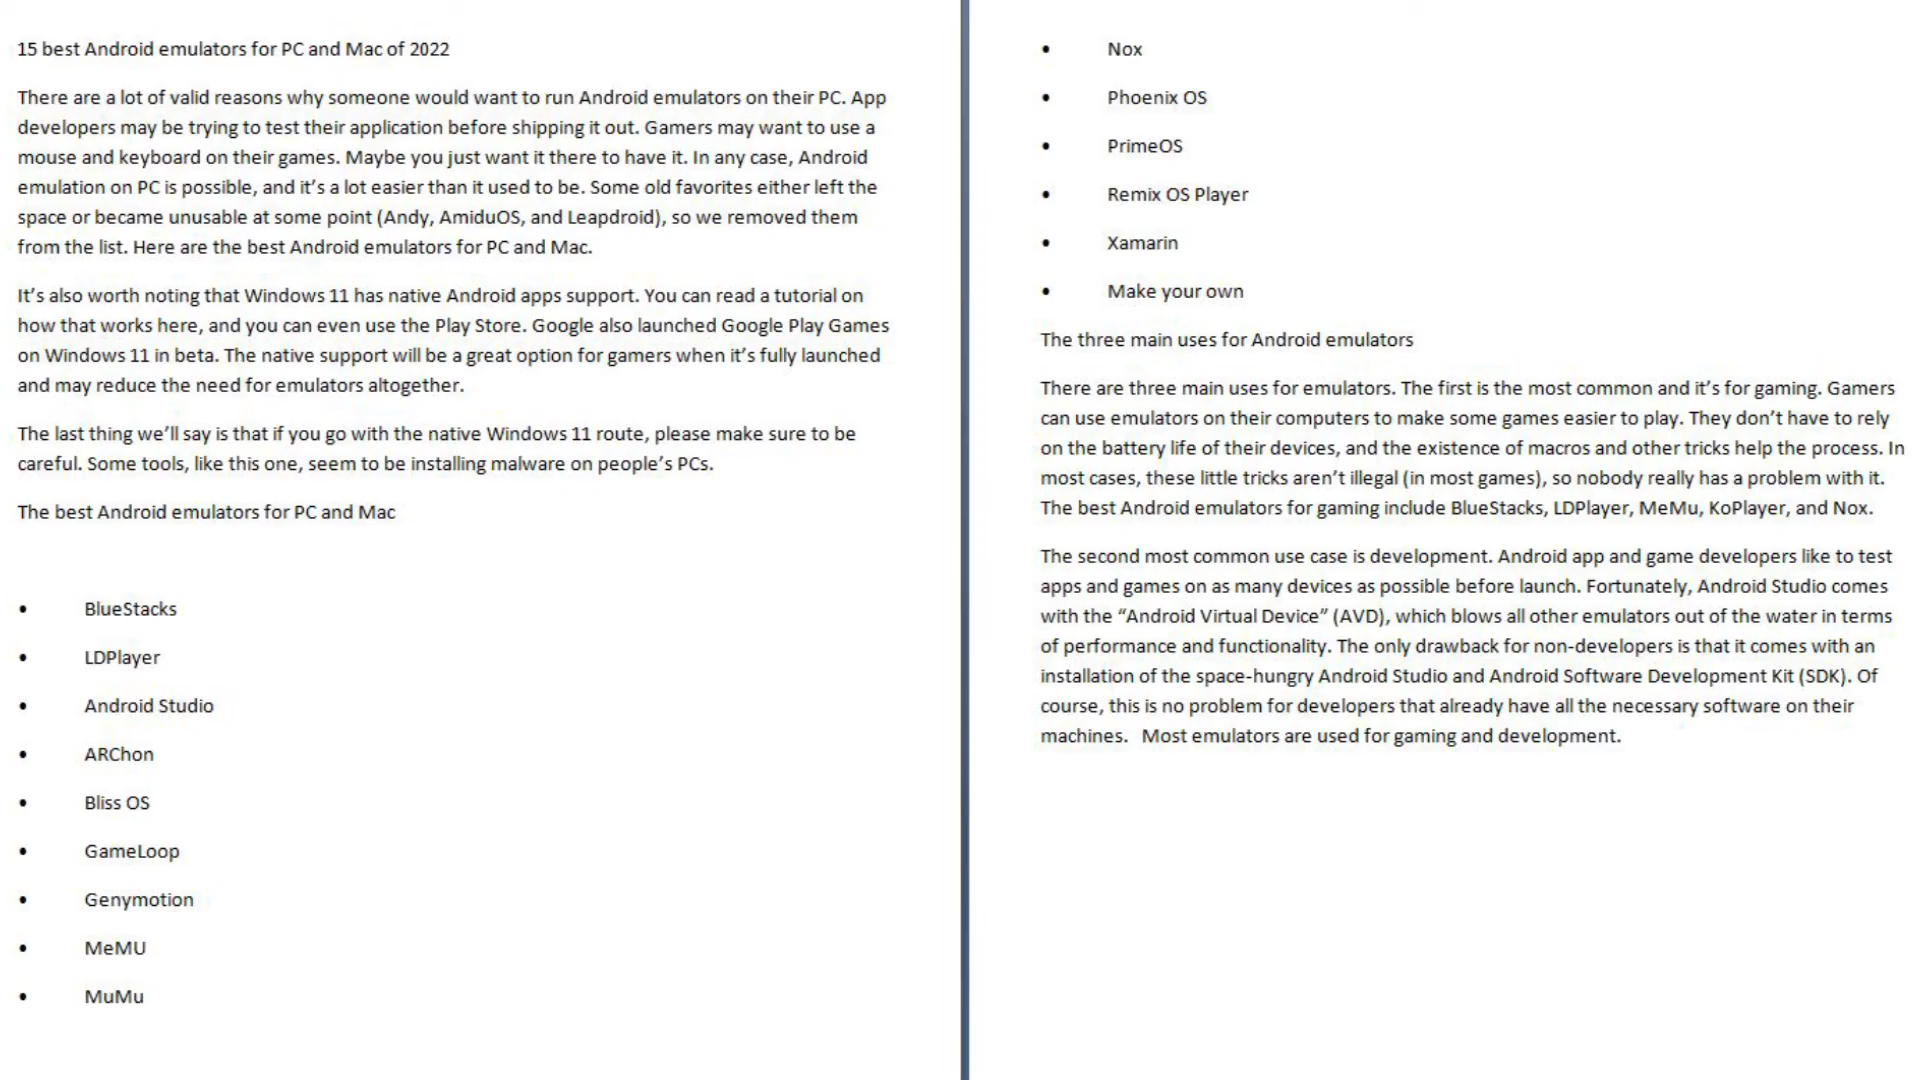 15 best Android emulators for PC and Mac of 2022
There are a lot of valid reasons why someone would want to run Android emulators on their PC. App
developers may be trying to test their application before shipping it out. Gamers may want to use a
mouse and keyboard on their games. Maybe you just want it there to have it. In any case, Android
emulation on PC is possible, and it’s a lot easier than it used to be. Some old favorites either left the
space or became unusable at some point (Andy, AmiduOS, and Leapdroid), so we removed them
from the list. Here are the best Android emulators for PC and Mac.
It’s also worth noting that Windows 11 has native Android apps support. You can read a tutorial on
how that works here, and you can even use the Play Store. Google also launched Google Play Games
on Windows 11 in beta. The native support will be a great option for gamers when it’s fully launched
and may reduce the need for emulators altogether.
The last thing we’ll say is that if you go with the native Windows 11 route, please make sure to be
careful. Some tools, like this one, seem to be installing malware on people’s PCs.
The best Android emulators for PC and Mac
• BlueStacks
• LDPlayer
• Android Studio
• ARChon
• Bliss OS
• GameLoop
• Genymotion
• MeMU
• MuMu
• Nox
• Phoenix OS
• PrimeOS
• Remix OS Player
• Xamarin
• Make your own
The three main uses for Android emulators
There are three main uses for emulators. The first is the most common and it’s for gaming. Gamers
can use emulators on their computers to make some games easier to play. They don’t have to rely
on the battery life of their devices, and the existence of macros and other tricks help the process. In
most cases, these little tricks aren’t illegal (in most games), so nobody really has a problem with it.
The best Android emulators for gaming include BlueStacks, LDPlayer, MeMu, KoPlayer, and Nox.
The second most common use case is development. Android app and game developers like to test
apps and games on as many devices as possible before launch. Fortunately, Android Studio comes
with the “Android Virtual Device” (AVD), which blows all other emulators out of the water in terms
of performance and functionality. The only drawback for non-developers is that it comes with an
installation of the space-hungry Android Studio and Android Software Development Kit (SDK). Of
course, this is no problem for developers that already have all the necessary software on their
machines.   Most emulators are used for gaming and development.